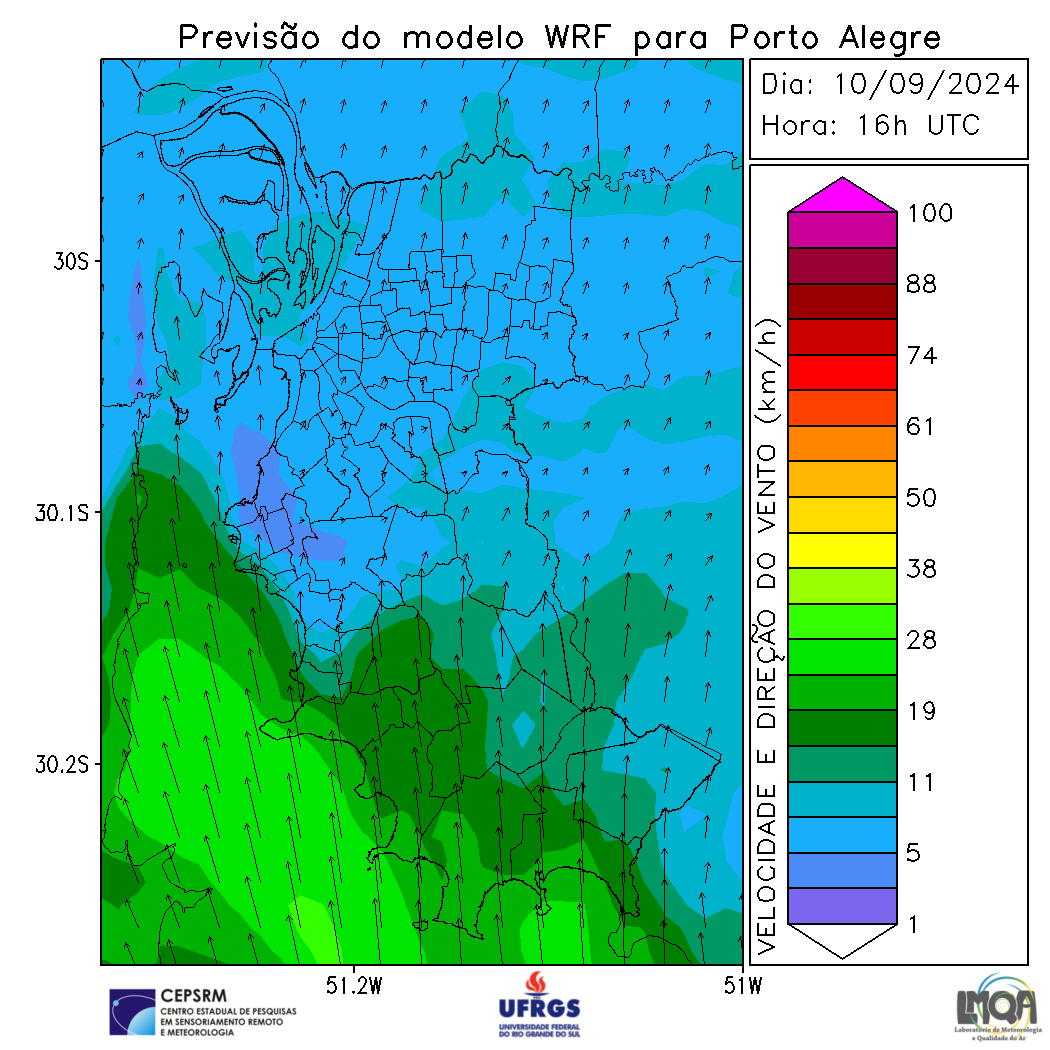 Previsão do modelo WRF para Porto Alegre
Dia: 10/09/2024
Hora: 16h UTC
30S
30.1S
30.2S
51.2W
51W
VELOCIDADE E DIREÇÃO DO VENTO (km/h)
100
88
74
61
50
38
28
19
11
5
1
CEPSRM
CENTRO ESTADUAL DE PESQUISAS
EM SENSORIAMENTO REMOTO
E METEOROLOGIA
UFRGS
UNIVERSIDADE FEDERAL
DO RIO GRANDE DO SUL
LMQA
Laboratório de Meteorologia
e Qualidade do Ar